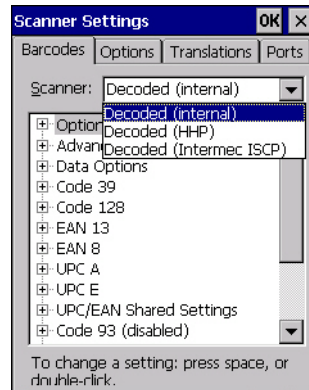 Scanner Settings OK ×
Barcodes Options Translations Ports
Scanner: Decoded (internal)
Decoded (internal)
Decoded (HHP)
Decoded (Intermec ISCP)
Option
Advan
Data Options
Code 39
Code 128
EAN 13
EAN 8
UPC A
UPC E
UPC/EAN Shared Settings
Code 93 (disabled)
To change a setting: press space, or
double-click.